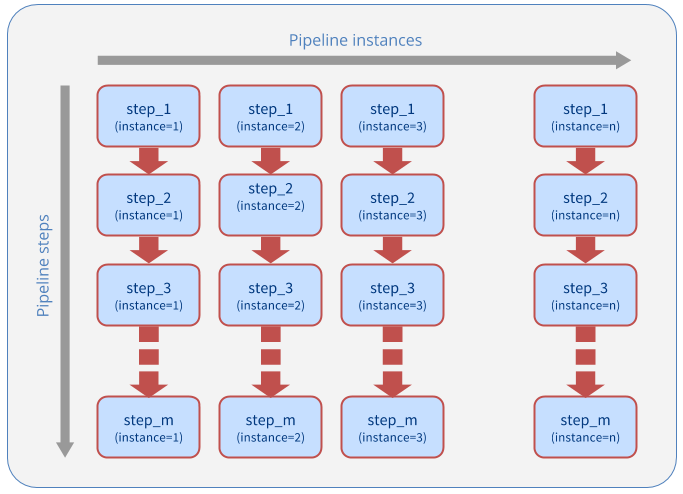 Pipeline instances
Pipeline steps
step_1
(instance=1)
step_1
(instance=2)
step_1
(instance=3)
step_1
(instance=n)
step_2
(instance=1)
step_2
(instance=2)
step_2
(instance=3)
step_2
(instance=n)
step_3
(instance=1)
step_3
(instance=2)
step_3
(instance=3)
step_3
(instance=n)
step_m
(instance=1)
step_m
(instance=2)
step_m
(instance=3)
step_m
(instance=n)